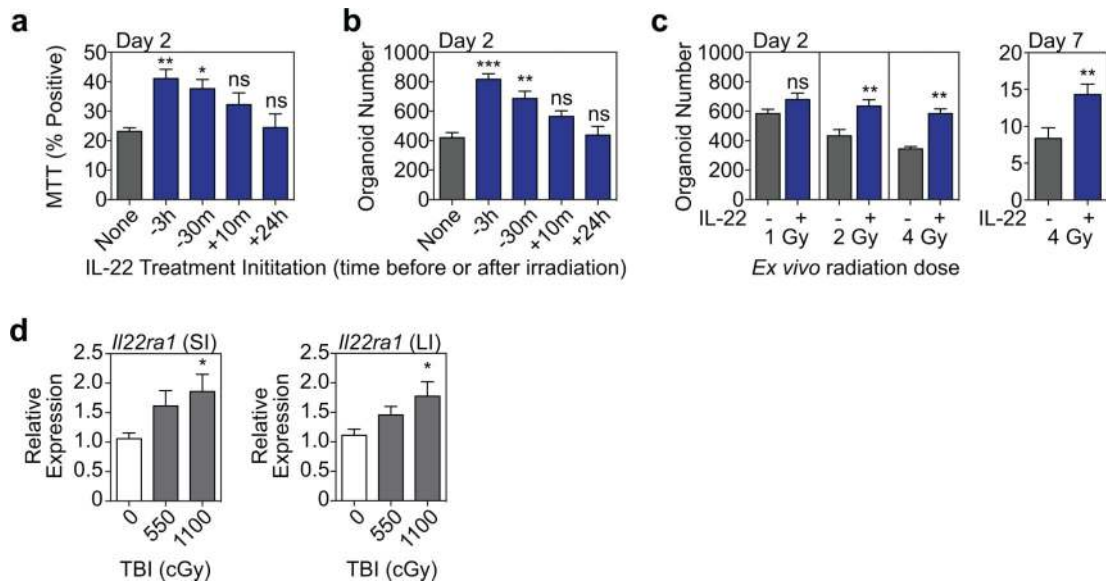 a
Day 2
MTT (% Positive)
50
40
30
20
10
0
**
*
ns
ns
None
-3h
-30m
+10m
+24h
b
Day 2
Organoid Number
1000
800
600
400
200
0
***
**
ns
ns
None
-3h
-30m
+10m
+24h
IL-22 Treatment Inititation (time before or after irradiation)
c
Day 2
Organoid Number
1000
800
600
400
200
0
ns
**
**
IL-22 - + - + - +
1 Gy 2 Gy 4 Gy
Ex vivo radiation dose
Day 7
20
15
10
5
0
**
IL-22 - +
4 Gy
d
Il22ra1 (SI)
Relative
Expression
2.5
2.0
1.5
1.0
0.5
0
*
0
550
1100
TBI (cGy)
Il22ra1 (LI)
Relative
Expression
2.5
2.0
1.5
1.0
0.5
0
*
0
550
1100
TBI (cGy)